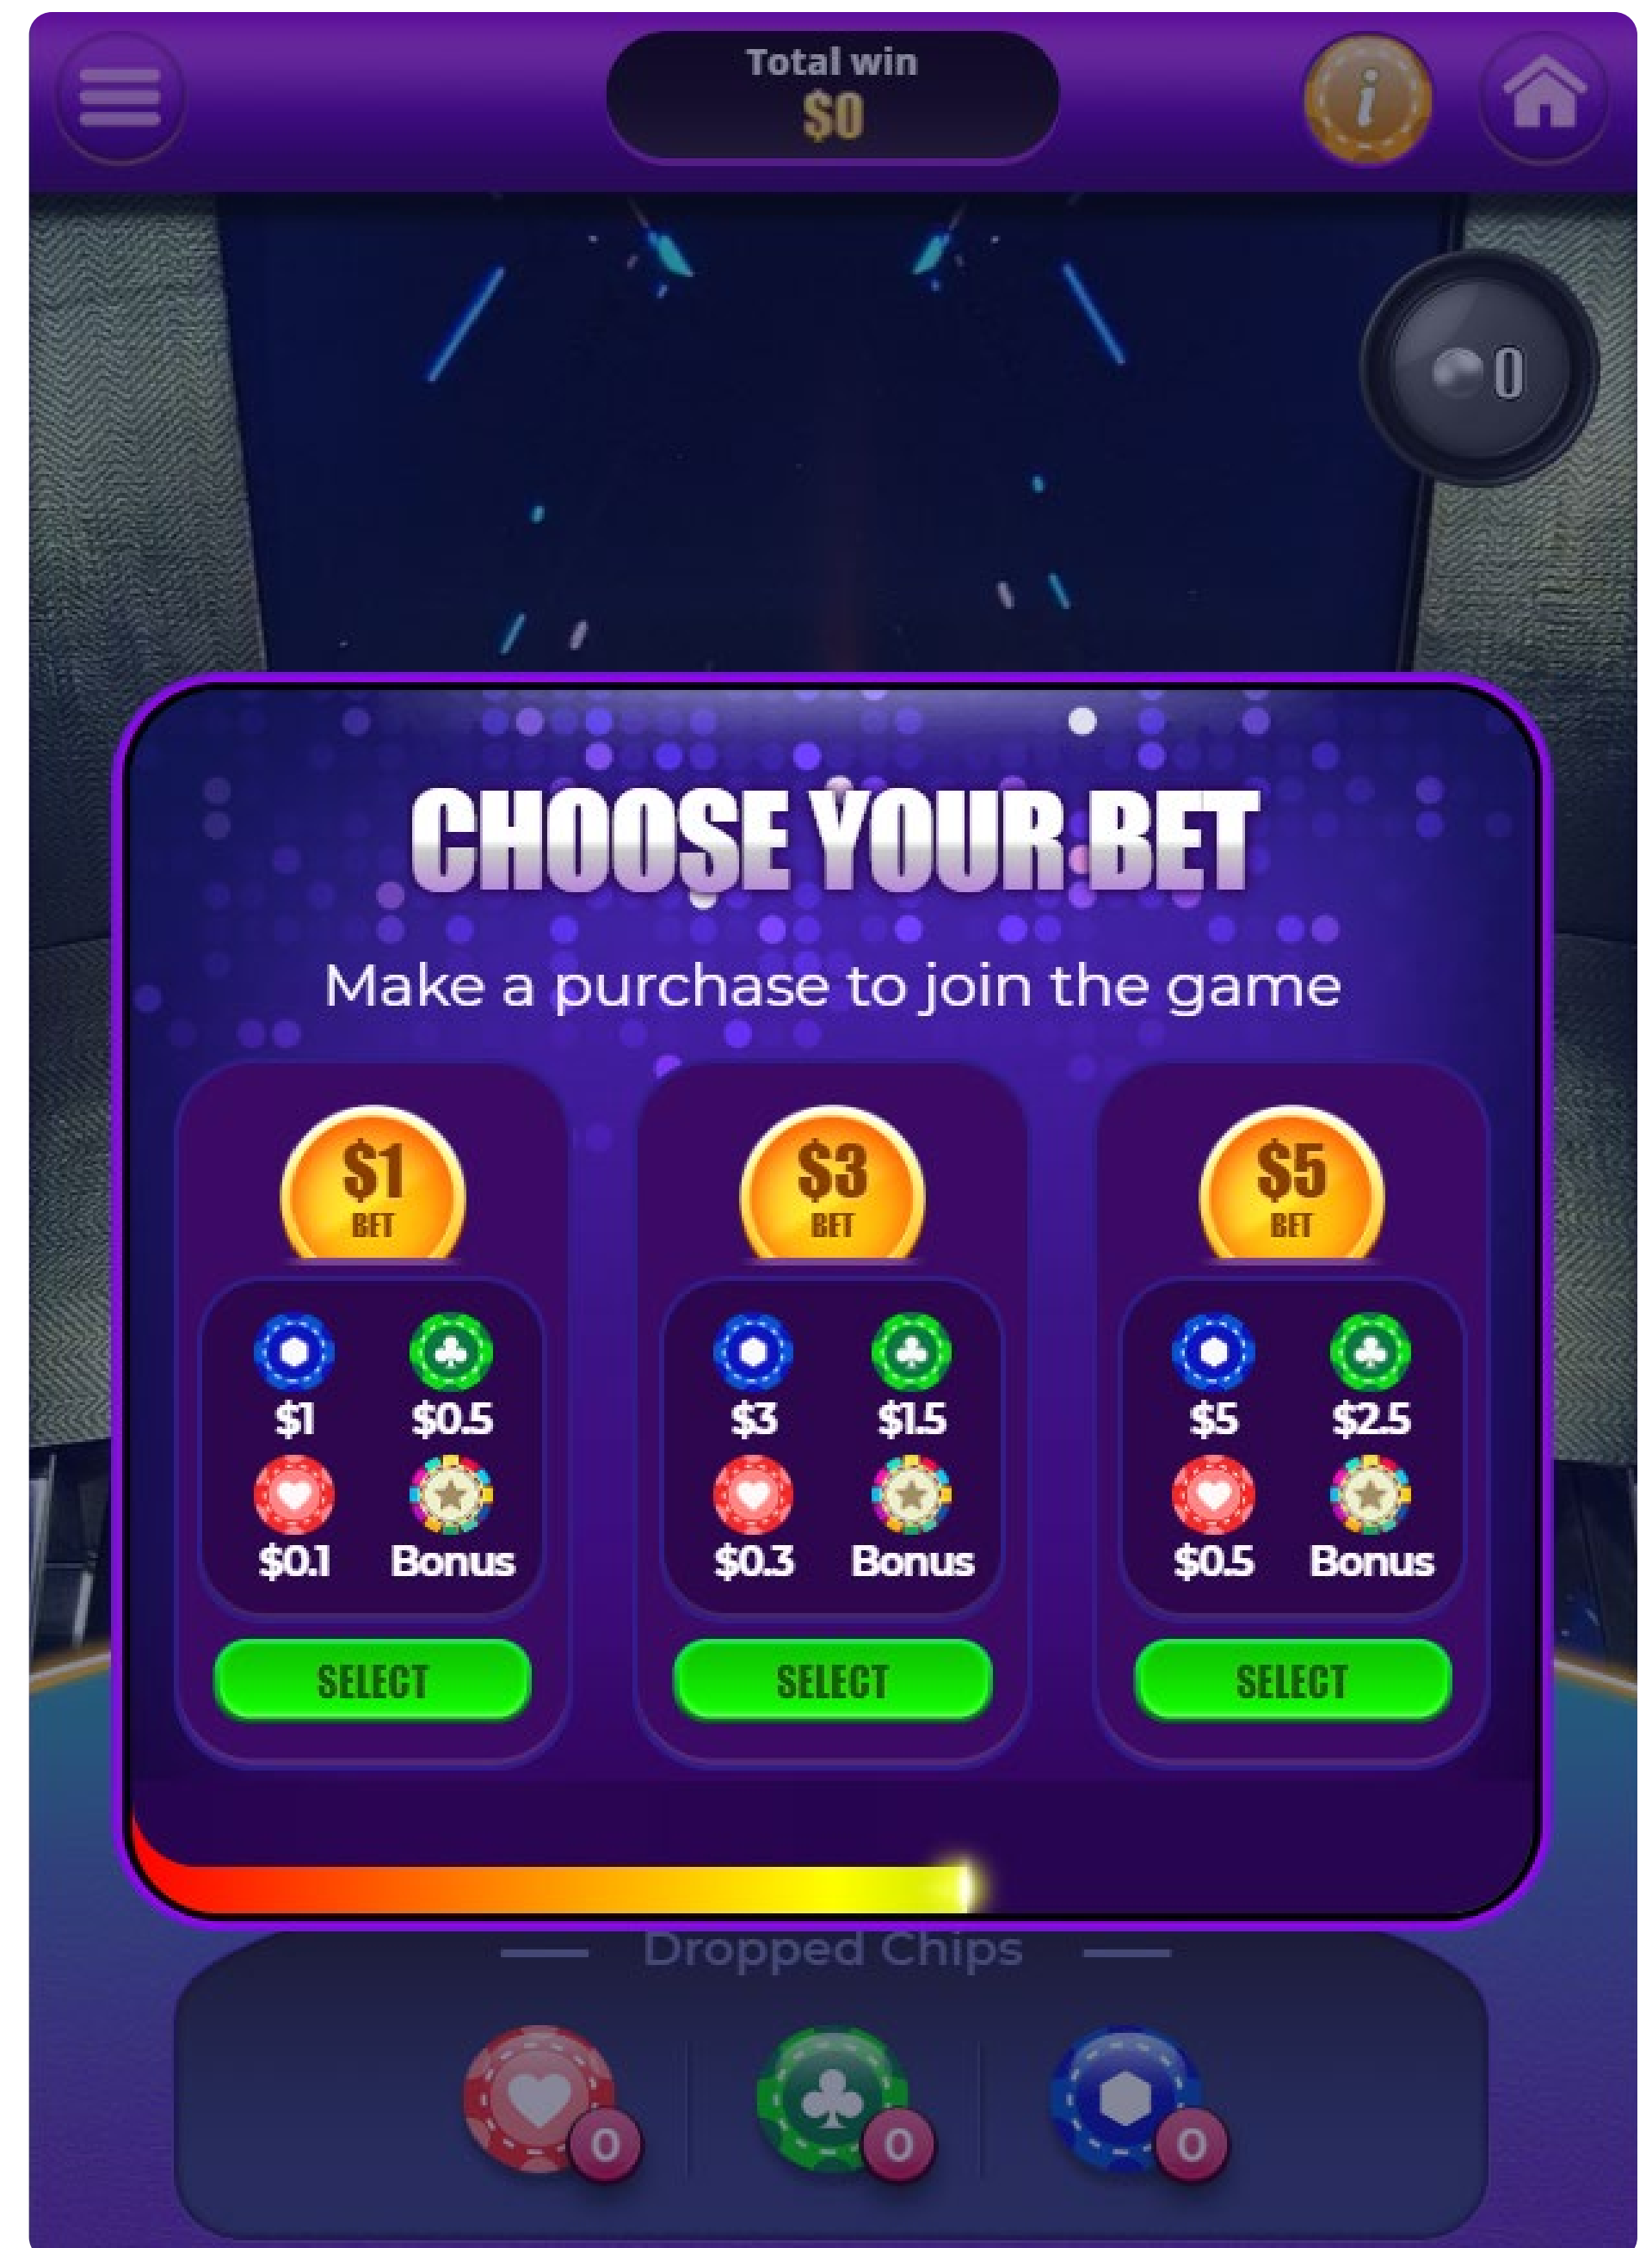 Total win
$0
i
0
CHOOSE YOUR BET
Make a purchase to join the game
$1
BET
$1 $0.5
$0.1 Bonus
SELECT
$3
BET
$3 $1.5
$0.3 Bonus
SELECT
$5
BET
$5 $2.5
$0.5 Bonus
SELECT
Dropped Chips
0 0 0